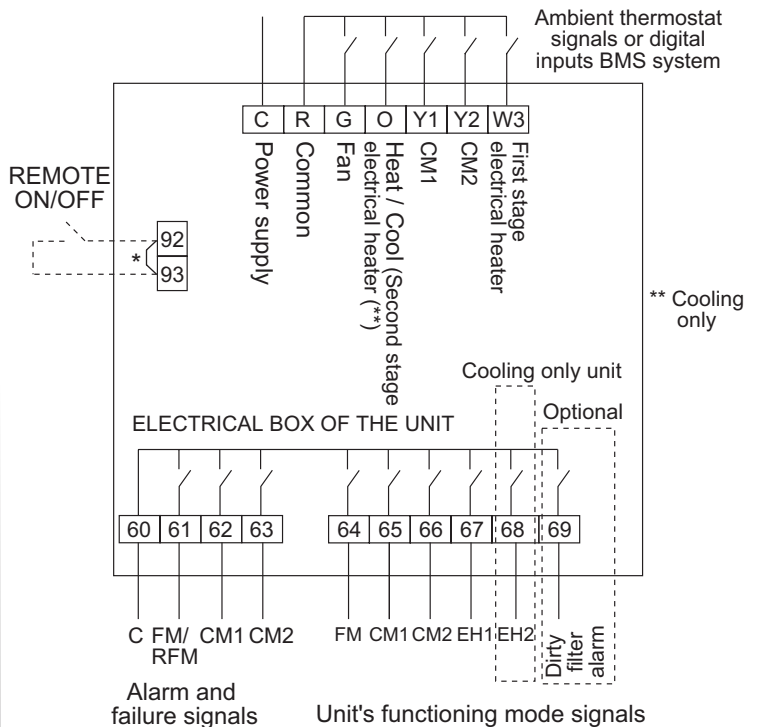 Ambient thermostat
signals or digital
inputs BMS system
C R G O Y1 Y2 W3
Power supply
Common
Fan
Heat / Cool (Second stage
electrical heater (**)
CM1
CM2
First stage
electrical heater
REMOTE
ON/OFF
92
*
93
** Cooling
only
Cooling only unit
Optional
ELECTRICAL BOX OF THE UNIT
60 61 62 63 64 65 66 67 68 69
C FM/ CM1 CM2 FM CM1 CM2 EH1 EH2
RFM
Dirty
filter
alarm
Alarm and
failure signals
Unit's functioning mode signals